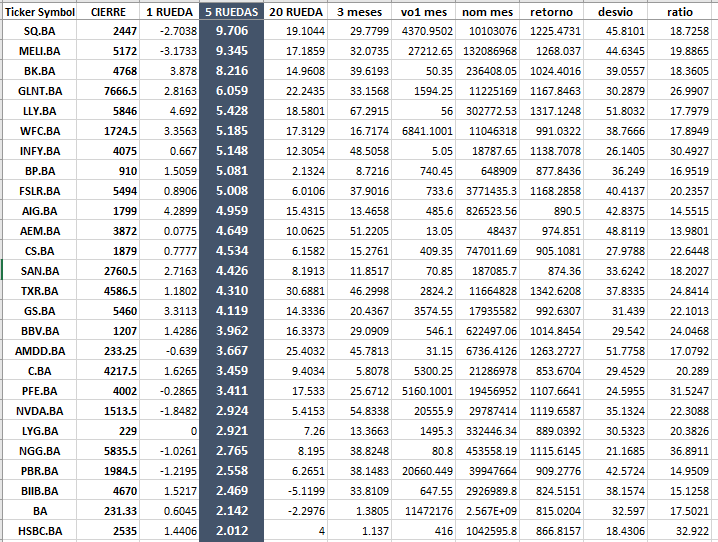 Ticker Symbol CIERRE 1 RUEDA 5 RUEDAS 20 RUEDA 3 meses vo1 mes nom mes retorno desvio ratio
SQ.BA 2447 -2.7038 9.706 19.1044 29.7799 4370.9502 10103076 1225.4731 45.8101 18.7258
MELI.BA 5172 -3.1733 9.345 17.1859 32.0735 27212.65 132086968 1268.037 44.6345 19.8865
BK.BA 4768 3.878 8.216 14.9608 39.6193 50.35 236408.05 1024.4016 39.0557 18.3605
GLNT.BA 7666.5 2.8163 6.059 22.2435 33.1568 1594.25 11225169 1167.8463 30.2879 26.9907
LLY.BA 5846 4.692 5.428 18.5801 67.2915 56 302772.53 1317.1248 51.8032 17.7979
WFC.BA 1724.5 3.3563 5.185 17.3129 16.7174 6841.1001 11046318 991.0322 38.7666 17.8949
INFY.BA 4075 0.667 5.148 12.3054 48.5058 5.05 18787.65 1138.7078 26.1405 30.4927
BP.BA 910 1.5059 5.081 2.1324 8.7216 740.45 648909 877.8436 36.249 16.9519
FSLR.BA 5494 0.8906 5.008 6.0106 37.9016 733.6 3771435.3 1168.2858 40.4137 20.2357
AIG.BA 1799 4.2899 4.959 15.4315 13.4658 485.6 826523.56 890.5 42.8375 14.5515
AEM.BA 3872 0.0775 4.649 10.0625 51.2205 13.05 48437 974.851 48.8119 13.9801
CS.BA 1879 0.7777 4.534 6.1582 15.2761 409.35 747011.69 905.1081 27.9788 22.6448
SAN.BA 2760.5 2.7163 4.426 8.1913 11.8517 70.85 187085.7 874.36 33.6242 18.2027
TXR.BA 4586.5 1.1802 4.310 30.6881 46.2998 2824.2 11664828 1342.6208 37.8335 24.8414
GS.BA 5460 3.3113 4.119 14.3336 20.4367 3574.55 17935582 992.6307 31.439 22.1013
BBV.BA 1207 1.4286 3.962 16.3373 29.0909 546.1 622497.06 1014.8454 29.542 24.0468
AMDD.BA 233.25 -0.639 3.667 25.4032 45.7813 31.15 6736.4126 1263.2727 51.7758 17.0792
C.BA 4217.5 1.6265 3.459 9.4034 5.8078 5300.25 21286978 853.6704 29.4529 20.289
PFE.BA 4002 -0.2865 3.411 17.533 25.6712 5160.1001 19456952 1107.6641 24.5955 31.5247
NVDA.BA 1513.5 -1.8482 2.924 5.4153 54.8338 20555.9 29787414 1119.6587 35.1324 22.3088
LYG.BA 229 0 2.921 7.26 13.3663 1495.3 332446.34 889.0392 30.5323 20.3826
NGG.BA 5835.5 -1.0261 2.765 8.195 38.8248 80.8 453558.19 1115.6145 21.1685 36.8911
PBR.BA 1984.5 -1.2195 2.558 6.2651 38.1483 20660.449 39947664 909.2776 42.5724 14.9509
BIIB.BA 4670 1.5217 2.469 -5.1199 33.8109 647.55 2926989.8 824.5151 38.1574 15.1258
BA 231.33 0.6045 2.142 -2.2976 1.3805 11472176 2.567E+09 815.0204 32.597 17.5021
HSBC.BA 2535 1.4406 2.012 4 1.137 416 1042595.8 866.8157 18.4306 32.922